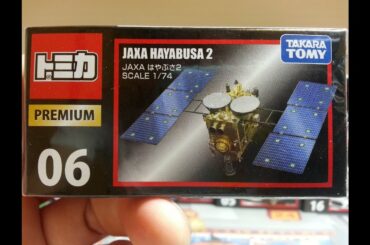 トミカ
PREMIUM
06
JAXA HAYABUSA 2
JAXA はやぶさ2
SCALE 1/74
TAKARA
TOMY
16